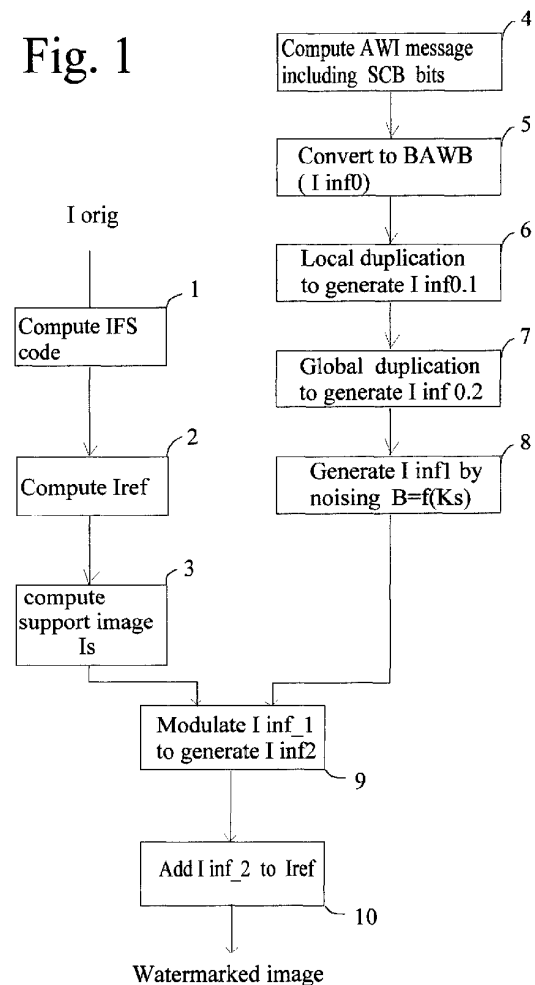 Fig. 1
4
Compute AWI message
including SCB bits
5
Convert to BAWB
( I inf0)
6
Local duplication
to generate I inf0.1
7
Global duplication
to generate I inf 0.2
8
Generate I inf1 by
noising B=f(Ks)
I orig
1
Compute IFS
code
2
Compute Iref
3
compute
support image
Is
Modulate I inf_1
to generate I inf2
9
Add I inf_2 to Iref
10
Watermarked image